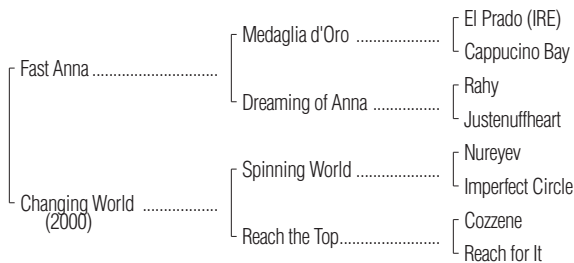 El Prado (IRE)
Medaglia d'Oro ....................
Cappucino Bay
Fast Anna ..............................
Rahy
Dreaming of Anna ................
Justenuffheart
Nureyev
Spinning World ....................
Imperfect Circle
Changing World ..................
(2000)
Cozzene
Reach the Top........................
Reach for It